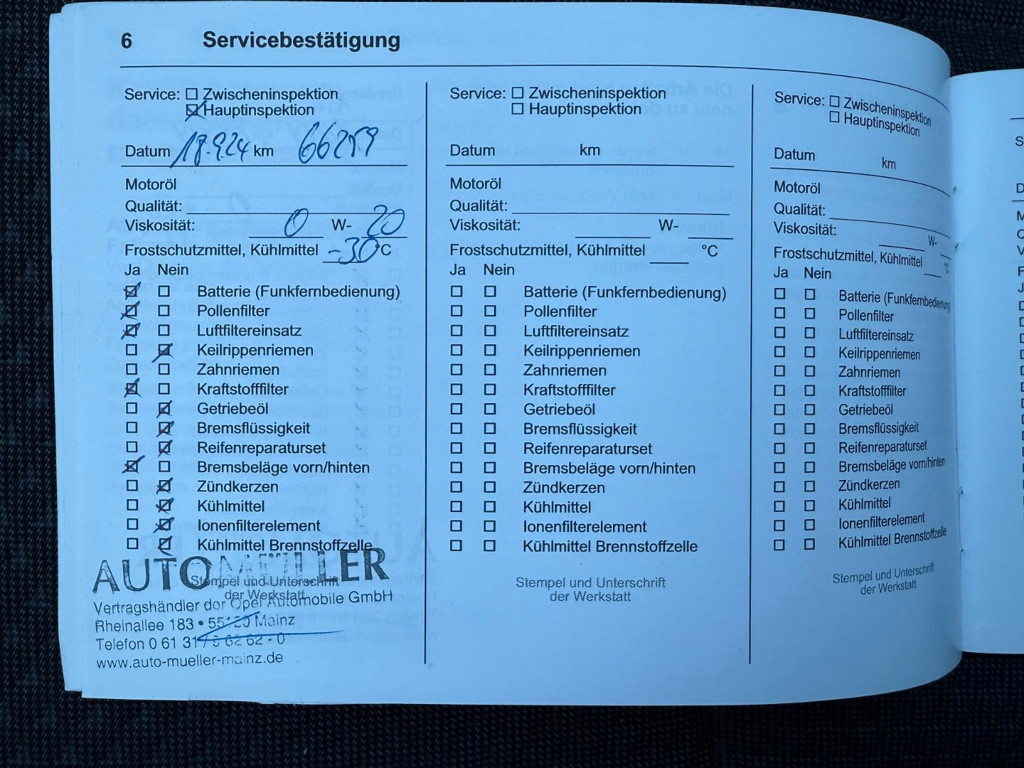 6 Servicebestätigung
Service: Zwischeninspektion
Hauptinspektion
Datum 18.9.24 km 66259
Motoröl
Qualität:
Viskosität: 0 W- 20
Frostschutzmittel, Kühlmittel -30 °C
Ja Nein
Batterie (Funkfernbedienung)
Pollenfilter
Luftfiltereinsatz
Keilrippenriemen
Zahnriemen
Kraftstofffilter
Getriebeöl
Bremsflüssigkeit
Reifenreparaturset
Bremsbeläge vorn/hinten
Zündkerzen
Kühlmittel
Ionenfilterelement
Kühlmittel Brennstoffzelle
Stempel und Unterschrift
der Werkstatt
AUTO MÜLLER
Vertragshändler der Opel Automobile GmbH
Rheinallee 183 • 55120 Mainz
Telefon 0 61 31 / 9 62 62 - 0
www.auto-mueller-mainz.de
Service: Zwischeninspektion
Hauptinspektion
Datum km
Motoröl
Qualität:
Viskosität: W-
Frostschutzmittel, Kühlmittel °C
Ja Nein
Batterie (Funkfernbedienung)
Pollenfilter
Luftfiltereinsatz
Keilrippenriemen
Zahnriemen
Kraftstofffilter
Getriebeöl
Bremsflüssigkeit
Reifenreparaturset
Bremsbeläge vorn/hinten
Zündkerzen
Kühlmittel
Ionenfilterelement
Kühlmittel Brennstoffzelle
Stempel und Unterschrift
der Werkstatt
Service: Zwischeninspektion
Hauptinspektion
Datum km
Motoröl
Qualität:
Viskosität: W-
Frostschutzmittel, Kühlmittel °C
Ja Nein
Batterie (Funkfernbedienung)
Pollenfilter
Luftfiltereinsatz
Keilrippenriemen
Zahnriemen
Kraftstofffilter
Getriebeöl
Bremsflüssigkeit
Reifenreparaturset
Bremsbeläge vorn/hinten
Zündkerzen
Kühlmittel
Ionenfilterelement
Kühlmittel Brennstoffzelle
Stempel und Unterschrift
der Werkstatt